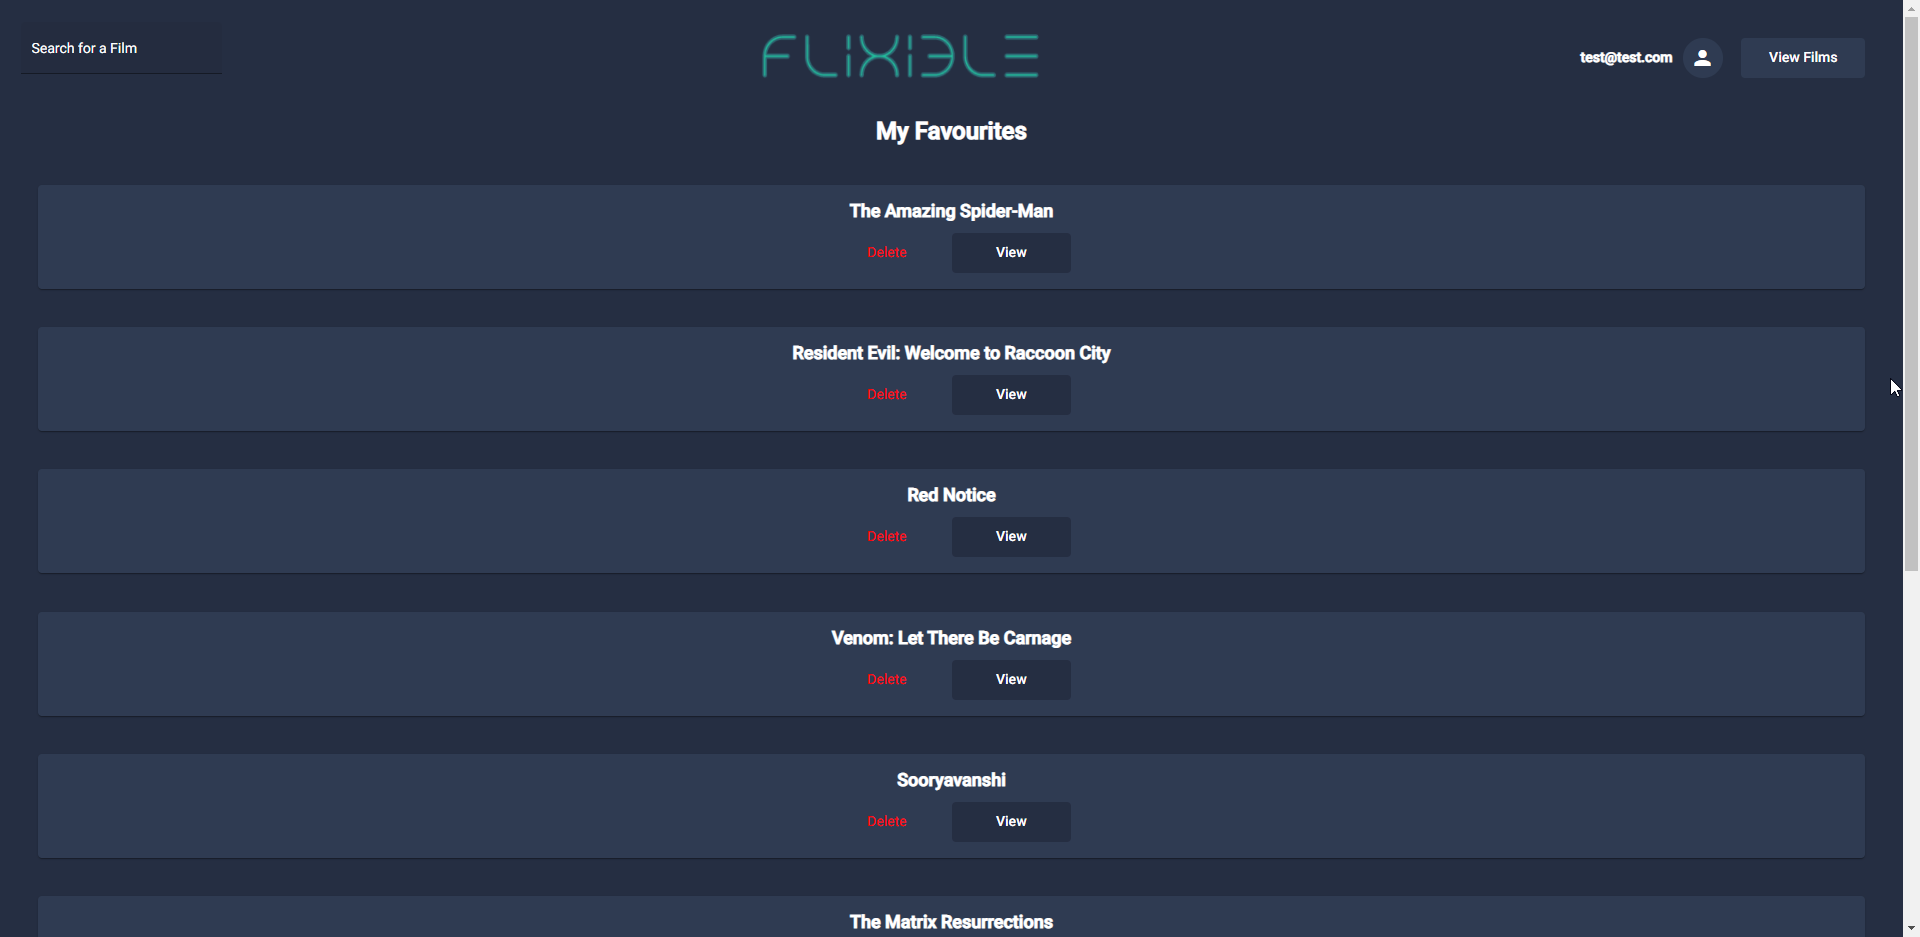 Search for a Film
FLIXIBLE
test@test.com
View Films
My Favourites
The Amazing Spider-Man
Delete
View
Resident Evil: Welcome to Raccoon City
Delete
View
Red Notice
Delete
View
Venom: Let There Be Carnage
Delete
View
Sooryavanshi
Delete
View
The Matrix Resurrections